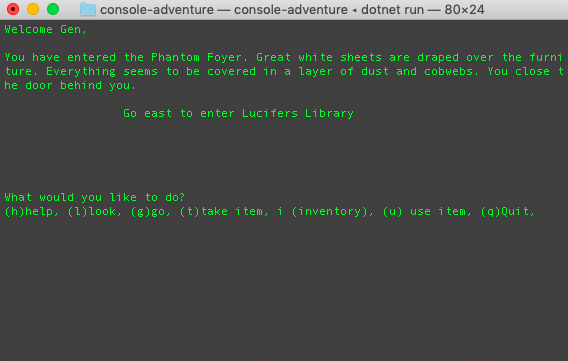 console-adventure — console-adventure ◂ dotnet run — 80×24
Welcome Gen,
You have entered the Phantom Foyer. Great white sheets are draped over the furni
ture. Everything seems to be covered in a layer of dust and cobwebs. You close t
he door behind you.
Go east to enter Lucifers Library
What would you like to do?
(h)help, (l)look, (g)go, (t)take item, i (inventory), (u) use item, (q)Quit,